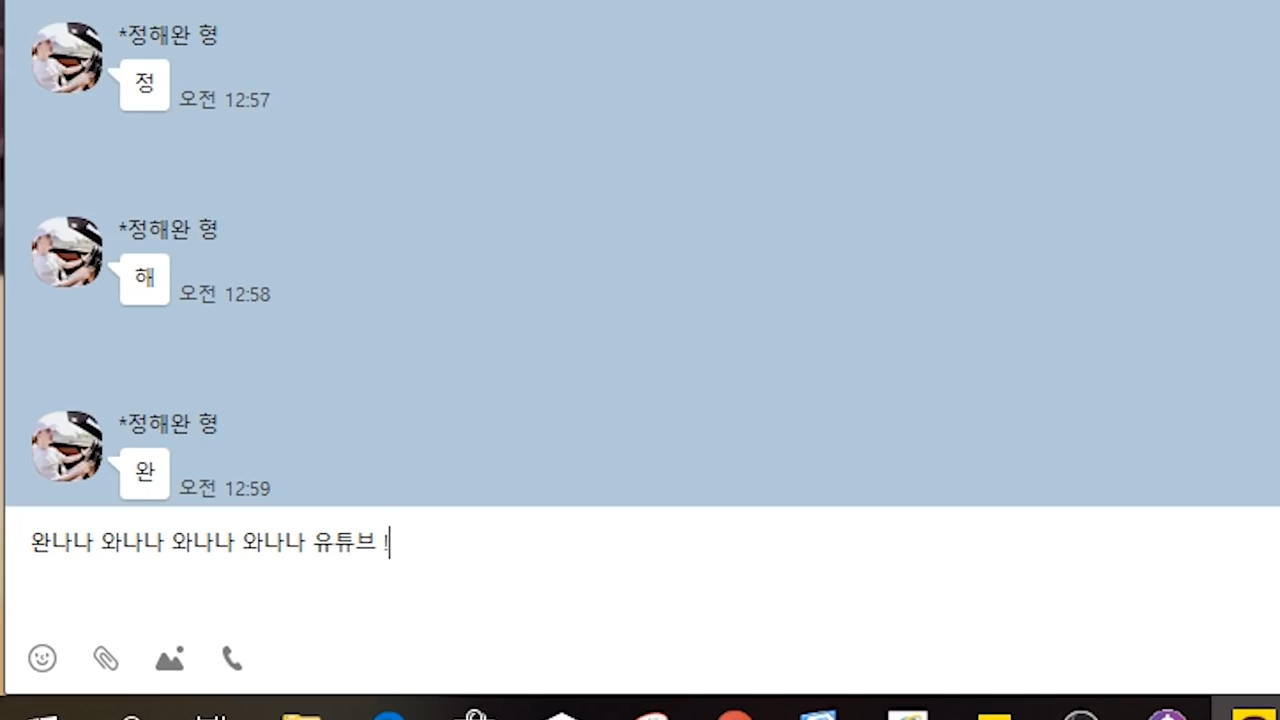 *정해완 형
정
오전 12:57
*정해완 형
해
오전 12:58
*정해완 형
완
오전 12:59
완나나 와나나 와나나 와나나 유튜브 !